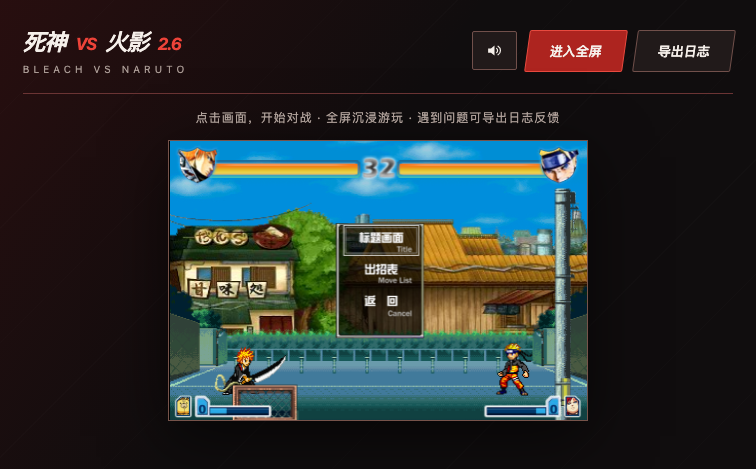 死神 VS 火影 2.6
BLEACH VS NARUTO
进入全屏
导出日志
点击画面，开始对战 · 全屏沉浸游玩 · 遇到问题可导出日志反馈
32
标题画面
Title
出招表
Move List
返 回
Cancel
甘味处
0
0